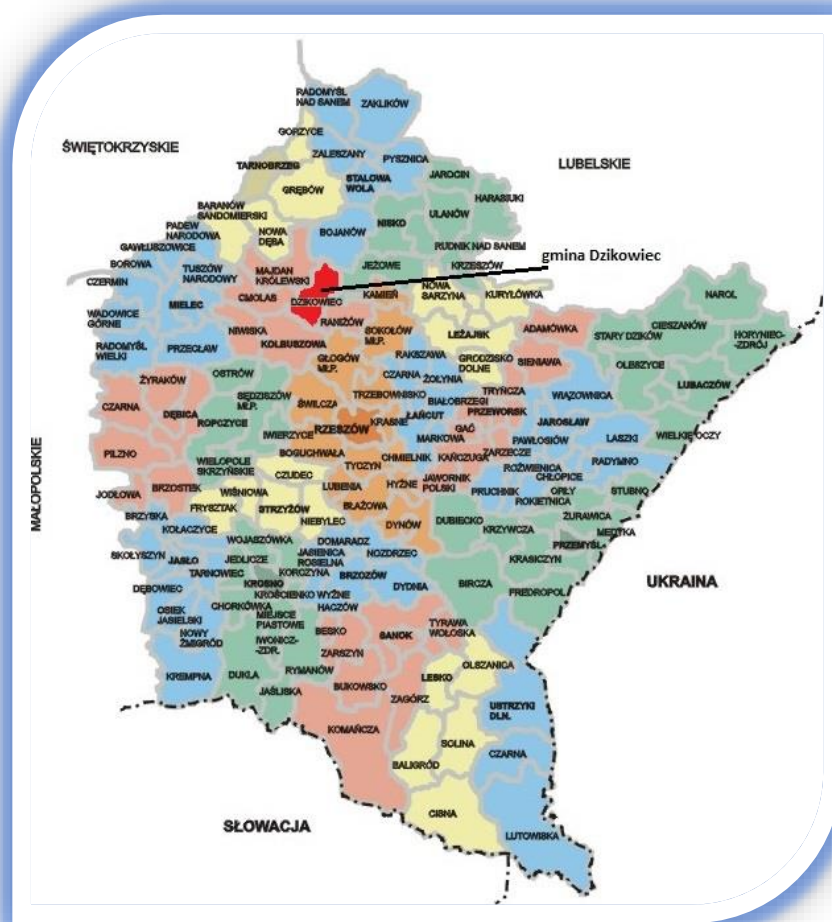 RADOMYŚL
NAD SANEM
ZAKLIKÓW
GORZYCE
ŚWIĘTOKRZYSKIE
ZALESZANY
PYSZNICA
LUBELSKIE
TARNOBRZEG
STALOWA
WOLA
JAROCIN
GRĘBÓW
HARASIUKI
BARANÓW
SANDOMIERSKI
NISKO
ULANÓW
PADEW
NARODOWA
NOWA
DĘBA
BOJANÓW
RUDNIK NAD SANEM
GAWŁUSZOWICE
gmina Dzikowiec
BOROWA
TUSZÓW
NARODOWY
MAJDAN
KRÓLEWSKI
JEŻOWE
KRZESZÓW
CZERMIN
CMOLAS
DZIKOWIEC
KAMIEŃ
NOWA
SARZYNA
KURYŁÓWKA
NAROL
WADOWICE
GÓRNE
MIELEC
RANIŻÓW
CIESZANÓW
NIWISKA
SOKOŁÓW
MŁP.
LEŻAJSK
ADAMÓWKA
STARY DZIKÓW
HORYNIEC-
ZDRÓJ
RADOMYŚL
WIELKI
PRZECŁAW
KOLBUSZOWA
GŁOGÓW
MŁP.
RAKSZAWA
GRODZISKO
DOLNE
SIENIAWA
OLESZYCE
OSTRÓW
CZARNA
ŻOŁYNIA
LUBACZÓW
ŻYRAKÓW
SĘDZISZÓW
MŁP.
TRZEBOWNISKO
BIAŁOBRZEGI
TRYŃCZA
WIĄZOWNICA
CZARNA
DĘBICA
ŚWILCZA
ŁAŃCUT
PRZEWORSK
ROPCZYCE
RZESZÓW
KRASNE
GAĆ
JAROSŁAW
IWIERZYCE
MARKOWA
PAWŁOSIÓW
LASZKI
WIELKIE OCZY
PILZNO
BOGUCHWAŁA
CHMIELNIK
KAŃCZUGA
ZARZECZE
WIELOPOLE
SKRZYŃSKIE
TYCZYN
ROŹWIENICA
RADYMNO
MAŁOPOLSKIE
CZUDEC
LUBENIA
HYŻNE
JAWORNIK
POLSKI
PRUCHNIK
CHŁOPICE
ORŁY
STUBNO
JODŁOWA
BRZOSTEK
WIŚNIOWA
ROKIETNICA
BRZYSKA
FRYSZTAK
STRZYŻÓW
BŁAŻOWA
ŻURAWICA
KOŁACZYCE
NIEBYLEC
DYNÓW
DUBIECKO
KRZYWCZA
MEDYKA
WOJASZÓWKA
DOMARADZ
PRZEMYŚL
SKOŁYSZYN
JASŁO
JEDLICZE
JASIENICA
ROSIELNA
NOZDRZEC
KRASICZYN
TARNOWIEC
KORCZYNA
BRZOZÓW
DĘBOWIEC
KROSNO
DYDNIA
BIRCZA
UKRAINA
KROŚCIENKO WYŻNE
FREDROPOL
CHORKÓWKA
HACZÓW
OSIEK
JASIELSKI
MIEJSCE
PIASTOWE
TYRAWA
WOŁOSKA
NOWY
ŻMIGRÓD
IWONICZ-
-ZDR.
BESKO
SANOK
ZARSZYN
OLSZANICA
KREMPNA
DUKLA
RYMANÓW
LESKO
JAŚLISKA
BUKOWSKO
ZAGÓRZ
USTRZYKI
DLN.
KOMAŃCZA
SOLINA
CZARNA
BALIGRÓD
CISNA
SŁOWACJA
LUTOWISKA